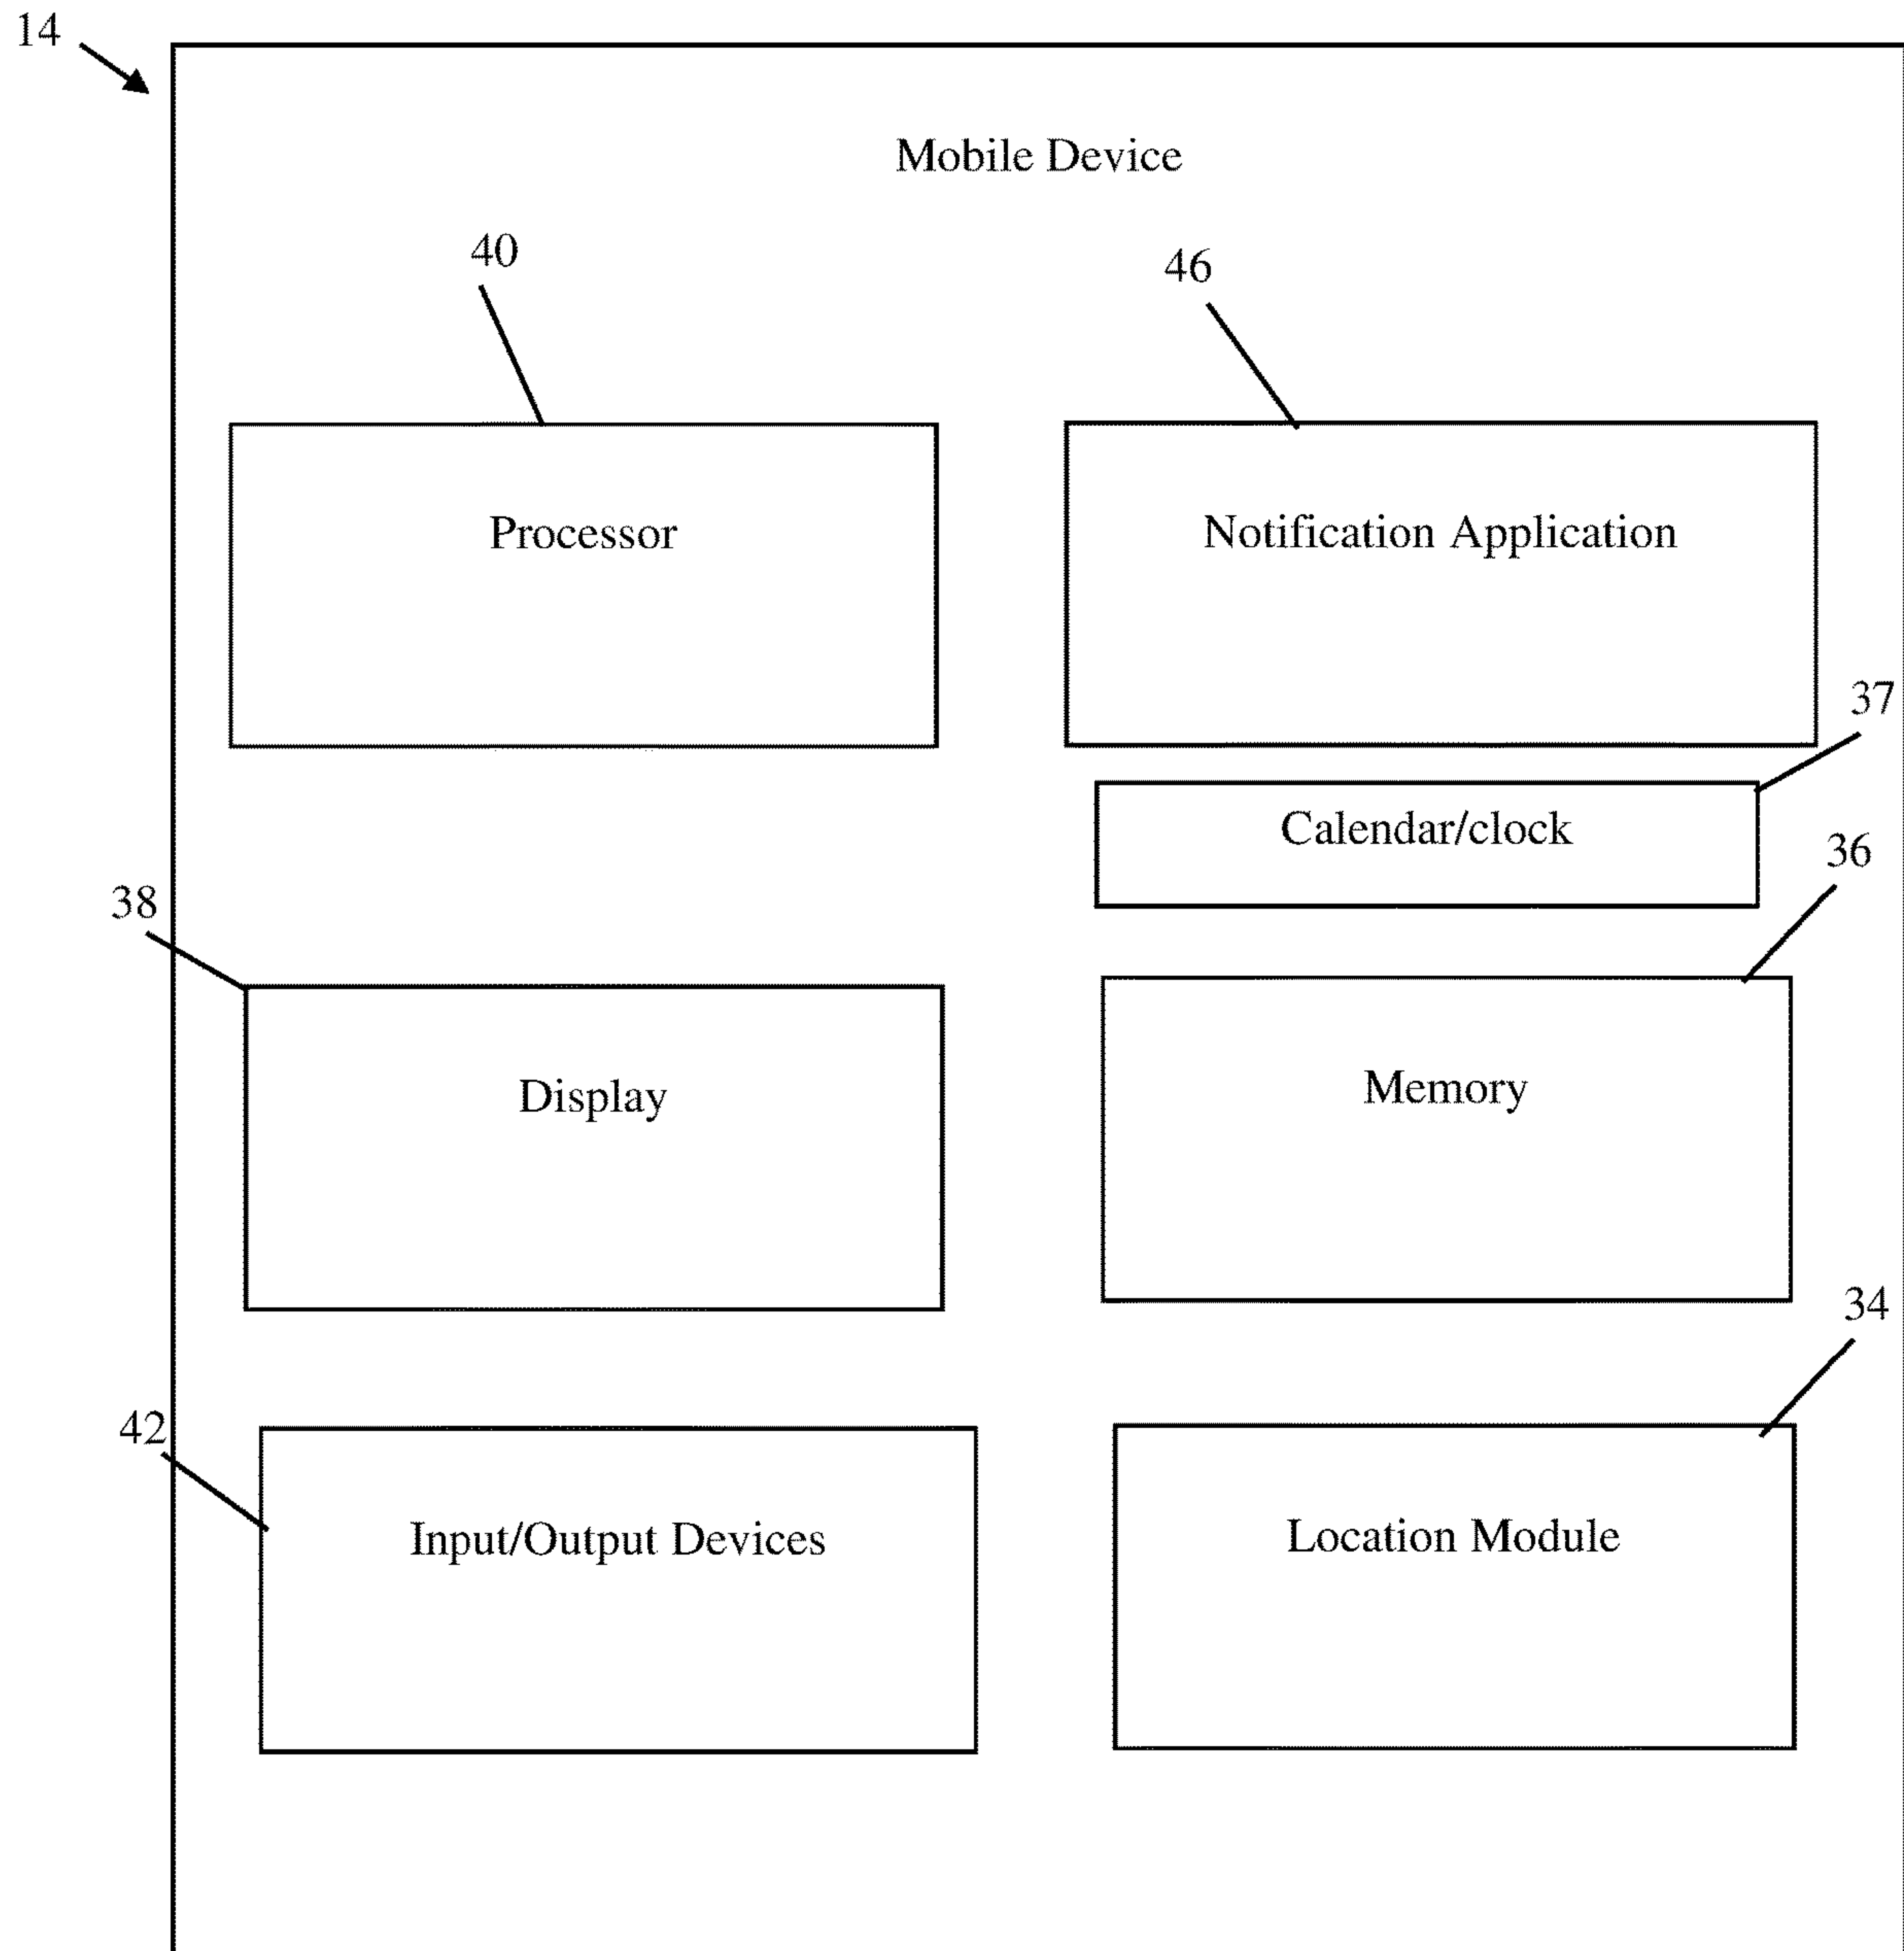 14
Mobile Device
40
46
Processor
Notification Application
37
Calendar/clock
36
38
Display
Memory
34
42
Input/Output Devices
Location Module